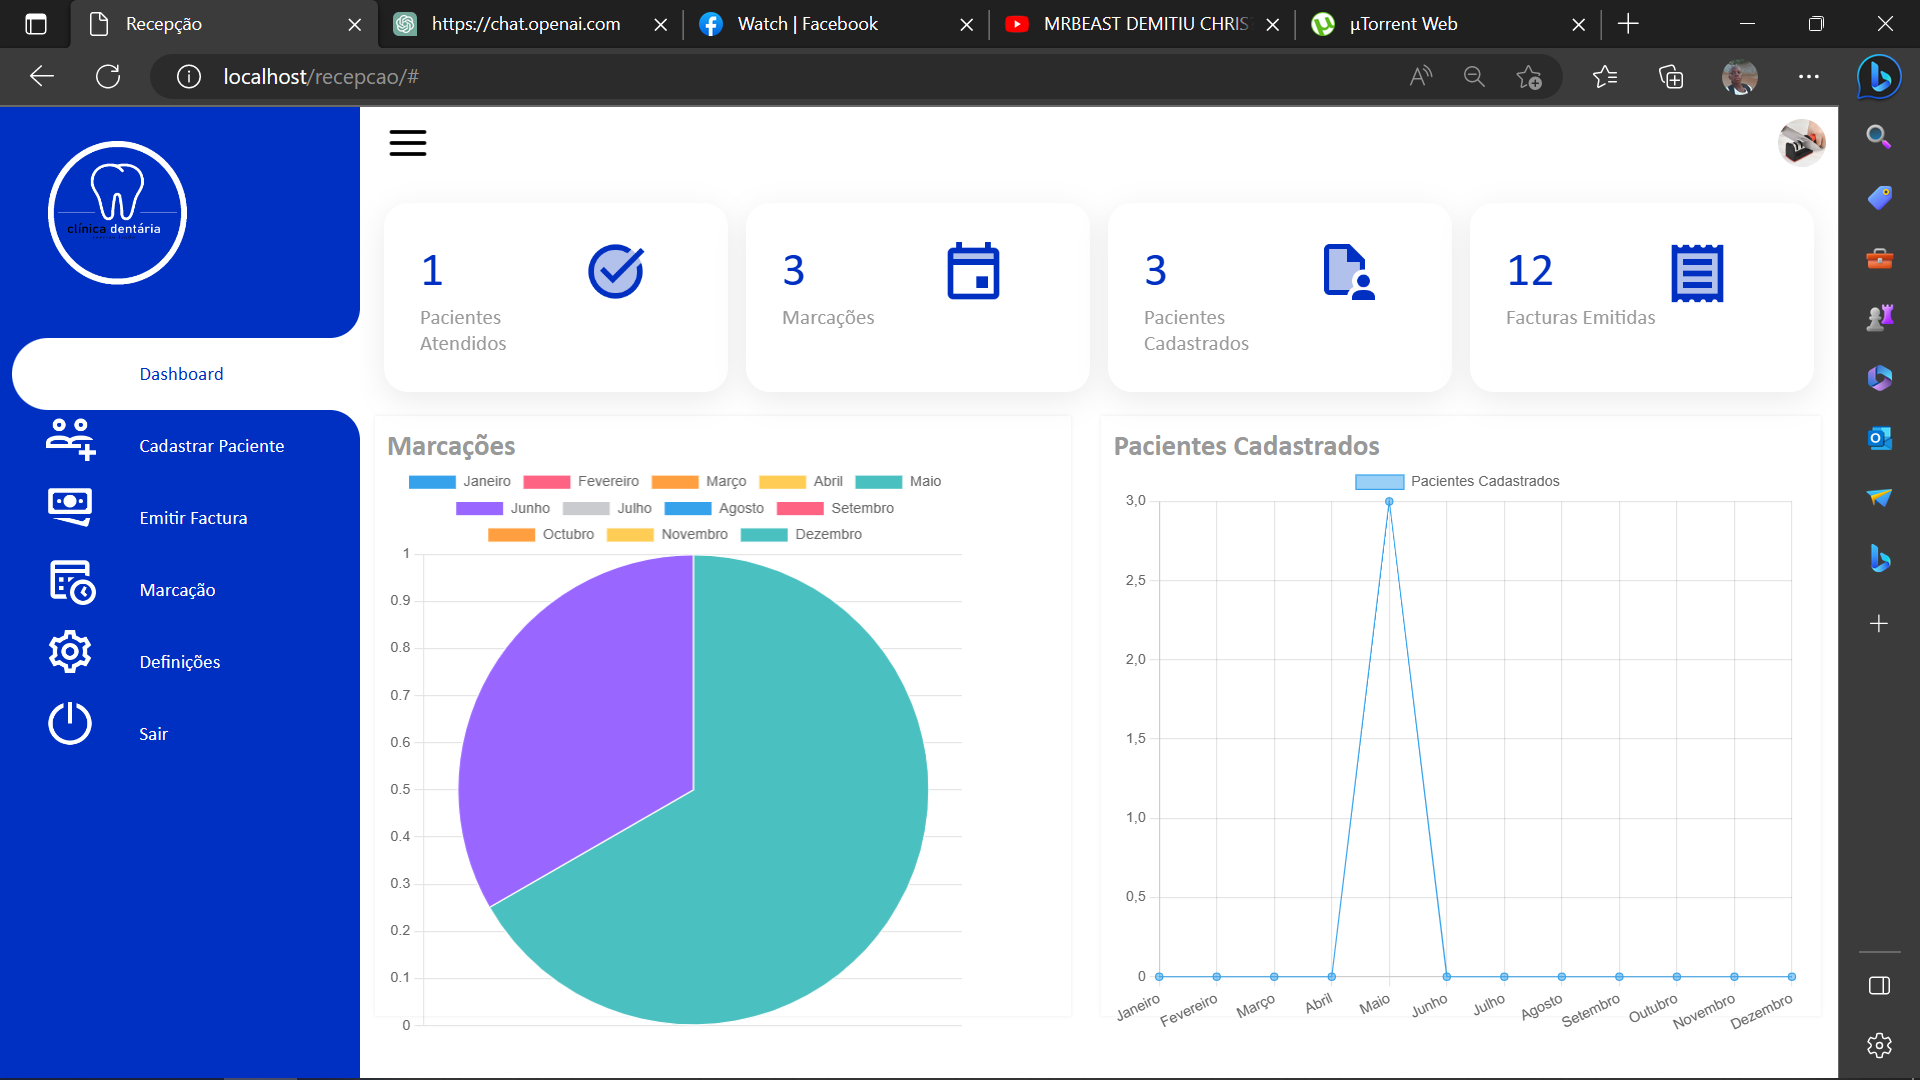 Recepção
https://chat.openai.com
Watch | Facebook
MRBEAST DEMITIU CHRIS
µTorrent Web
localhost/recepcao/#
clínica dentária
1
Pacientes
Atendidos
3
Marcações
3
Pacientes
Cadastrados
12
Facturas Emitidas
Dashboard
Cadastrar Paciente
Emitir Factura
Marcação
Definições
Sair
Marcações
Janeiro Fevereiro Março Abril Maio
Junho Julho Agosto Setembro
Octubro Novembro Dezembro
1
0.9
0.8
0.7
0.6
0.5
0.4
0.3
0.2
0.1
0
Pacientes Cadastrados
Pacientes Cadastrados
3,0
2,5
2,0
1,5
1,0
0,5
0
Janeiro Fevereiro Março Abril Maio Junho Julho Agosto Setembro Outubro Novembro Dezembro